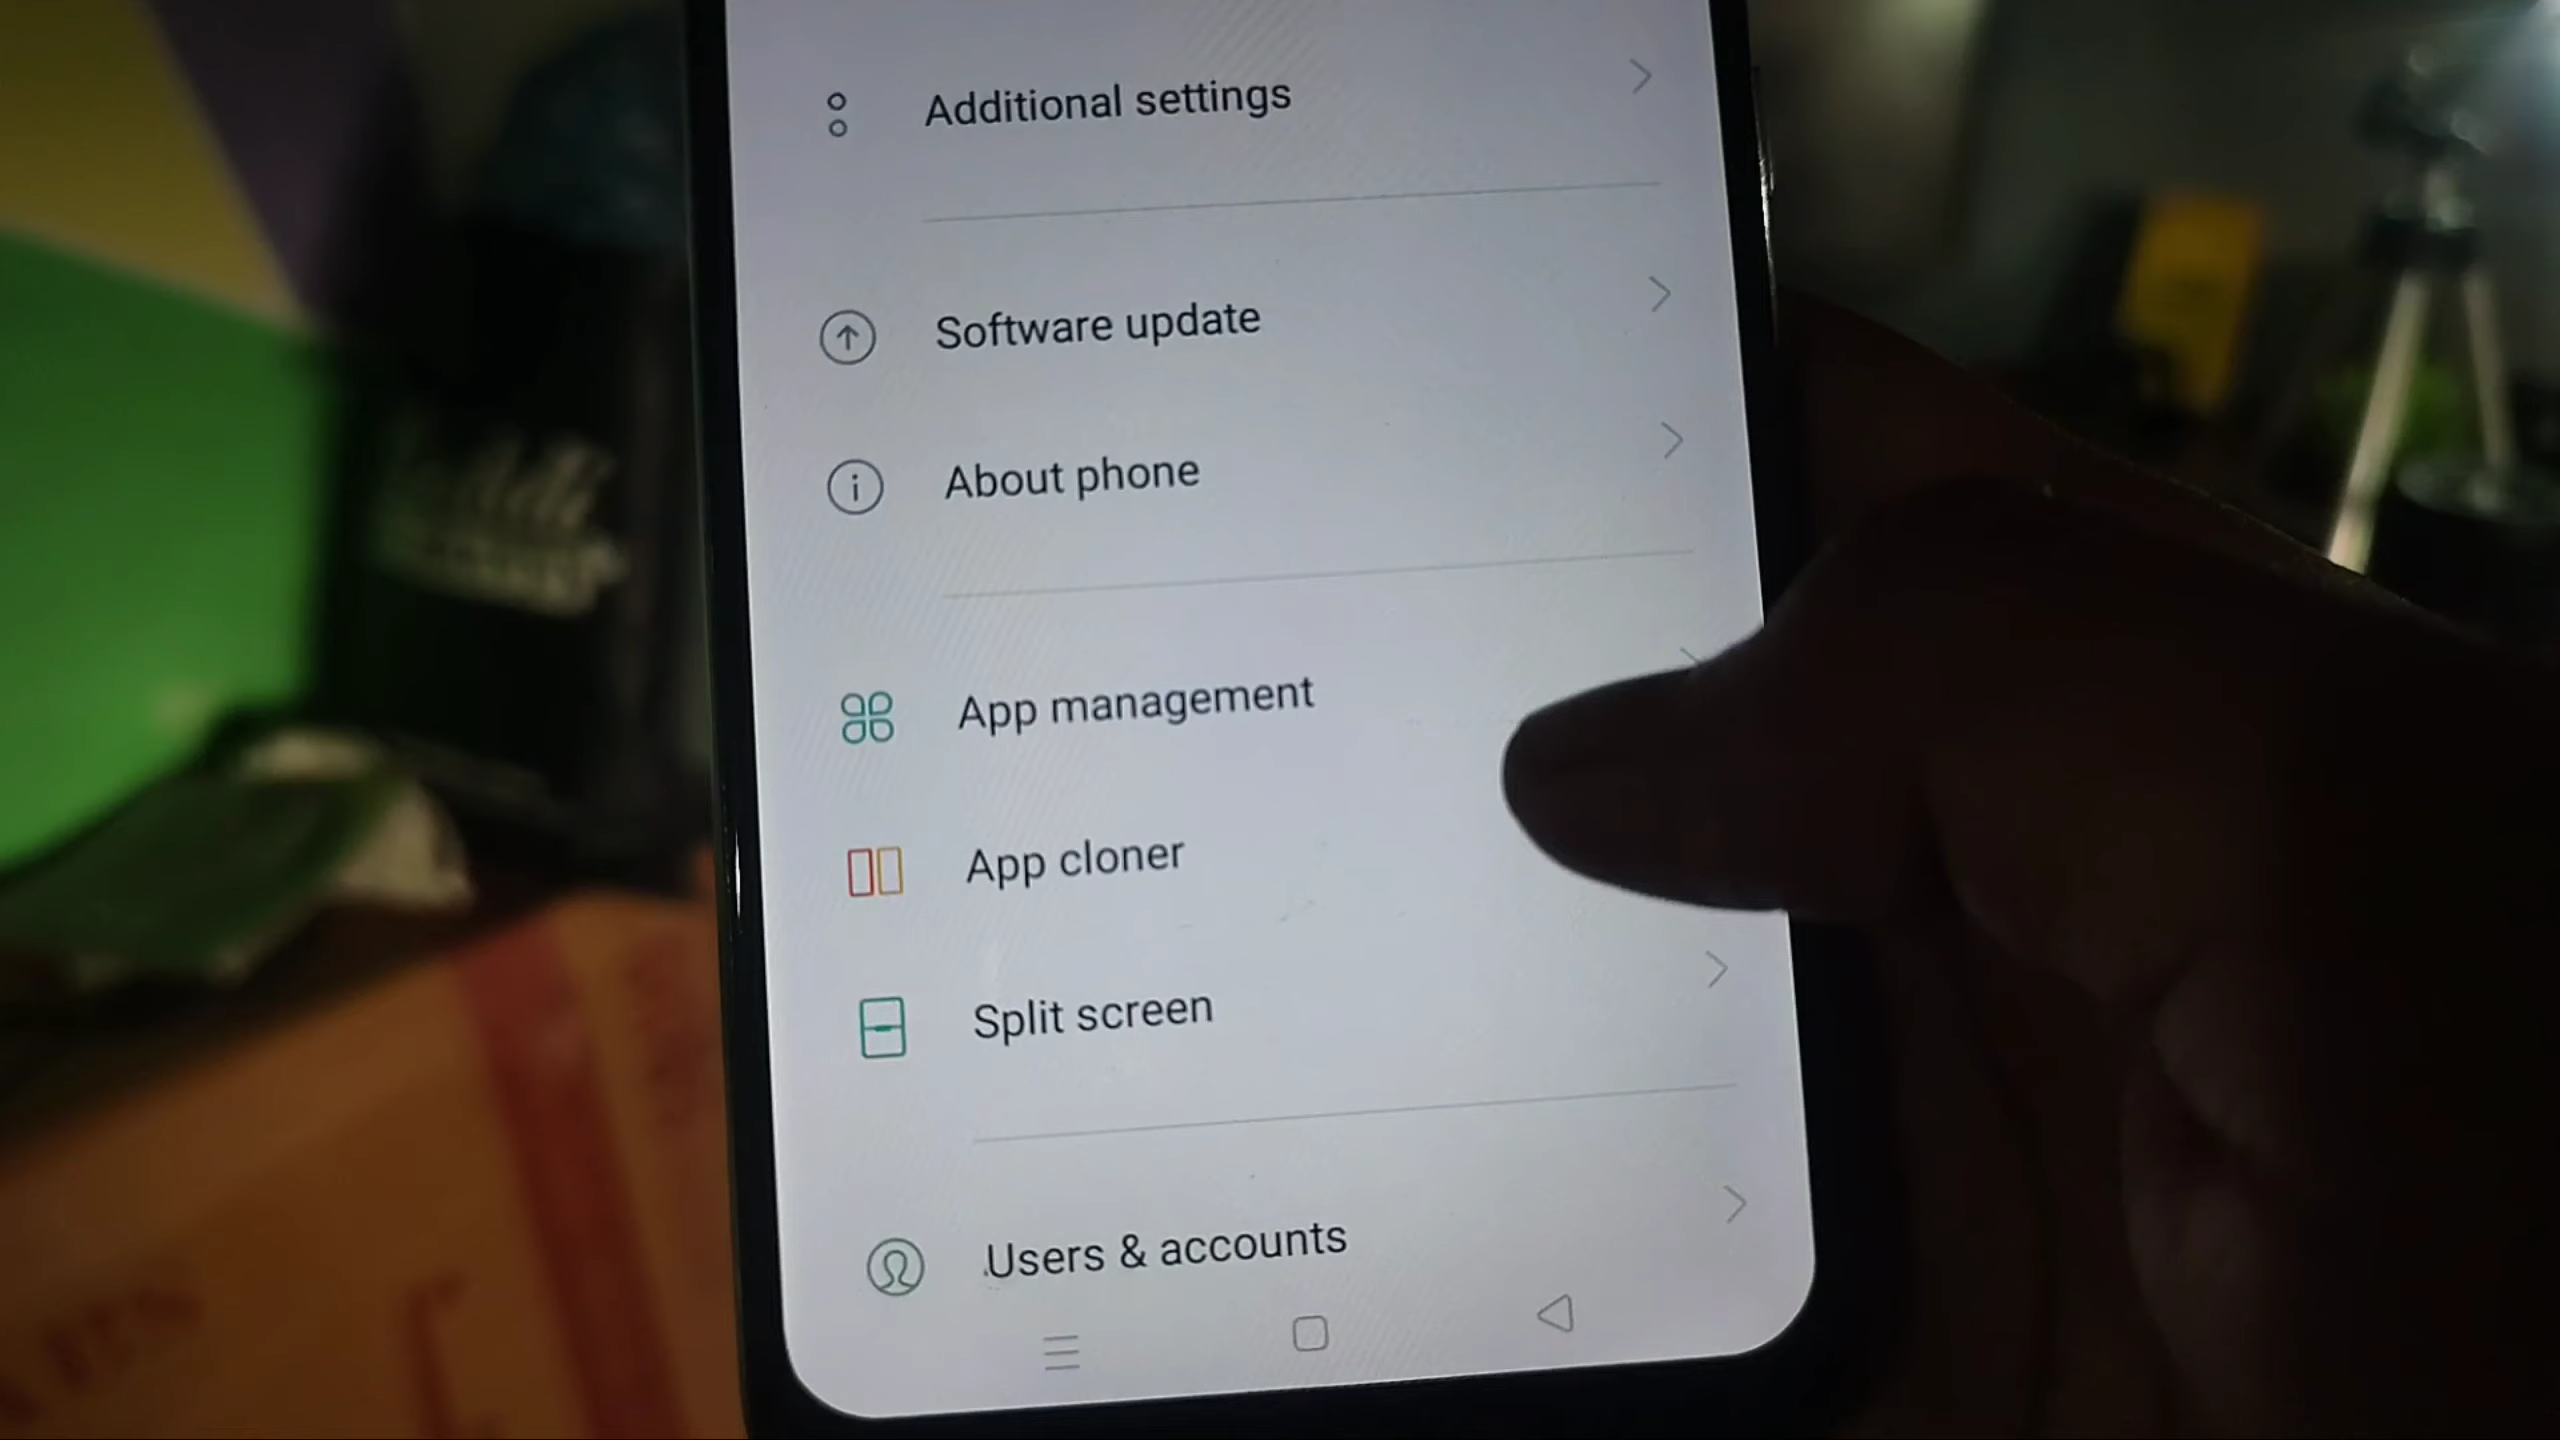 Additional settings
Software update
About phone
App management
App cloner
Split screen
Users & accounts